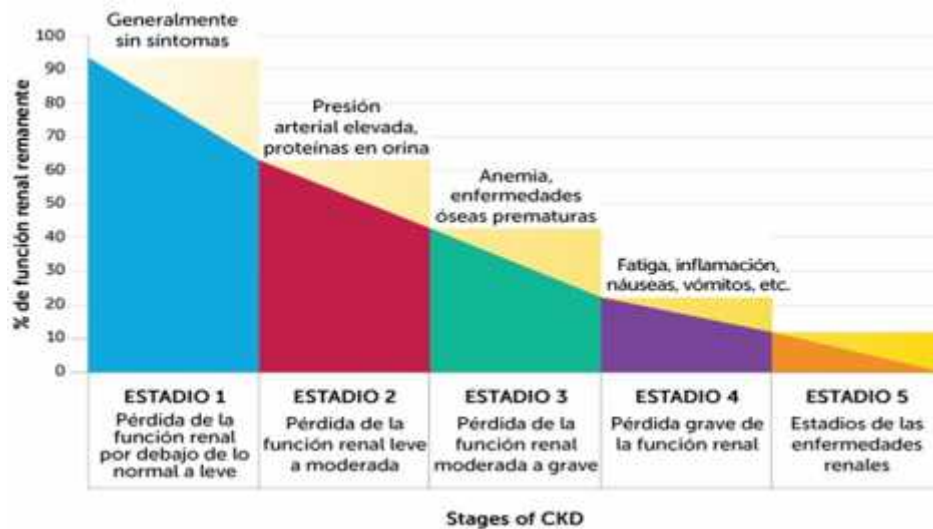 Generalmente
sin síntomas
Presión
arterial elevada,
proteínas en orina
Anemia,
enfermedades
óseas prematuras
Fatiga, inflamación,
náuseas, vómitos, etc.
% de función renal remanente
100
90
80
70
60
50
40
30
20
10
0
ESTADIO 1
Pérdida de la
función renal
por debajo de lo
normal a leve
ESTADIO 2
Pérdida de la
función renal leve
a moderada
ESTADIO 3
Pérdida de la
función renal
moderada a grave
ESTADIO 4
Pérdida grave de
la función renal
ESTADIO 5
Estadios de las
enfermedades
renales
Stages of CKD